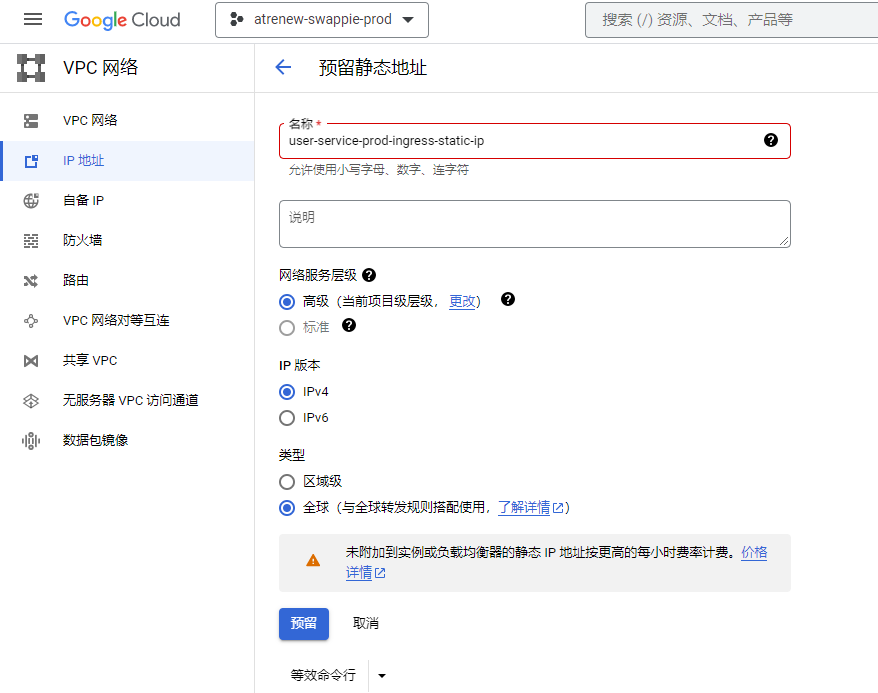 Google Cloud
atrenew-swappie-prod
搜索 (/) 资源、文档、产品等
VPC 网络
预留静态地址
VPC 网络
IP 地址
自备 IP
防火墙
路由
VPC 网络对等互连
共享 VPC
无服务器 VPC 访问通道
数据包镜像
名称 *
user-service-prod-ingress-static-ip
允许使用小写字母、数字、连字符
说明
网络服务层级
高级（当前项目级层级， 更改）
标准
IP 版本
IPv4
IPv6
类型
区域级
全球（与全球转发规则搭配使用，了解详情）
未附加到实例或负载均衡器的静态 IP 地址按更高的每小时费率计费。价格
详情
预留
取消
等效命令行